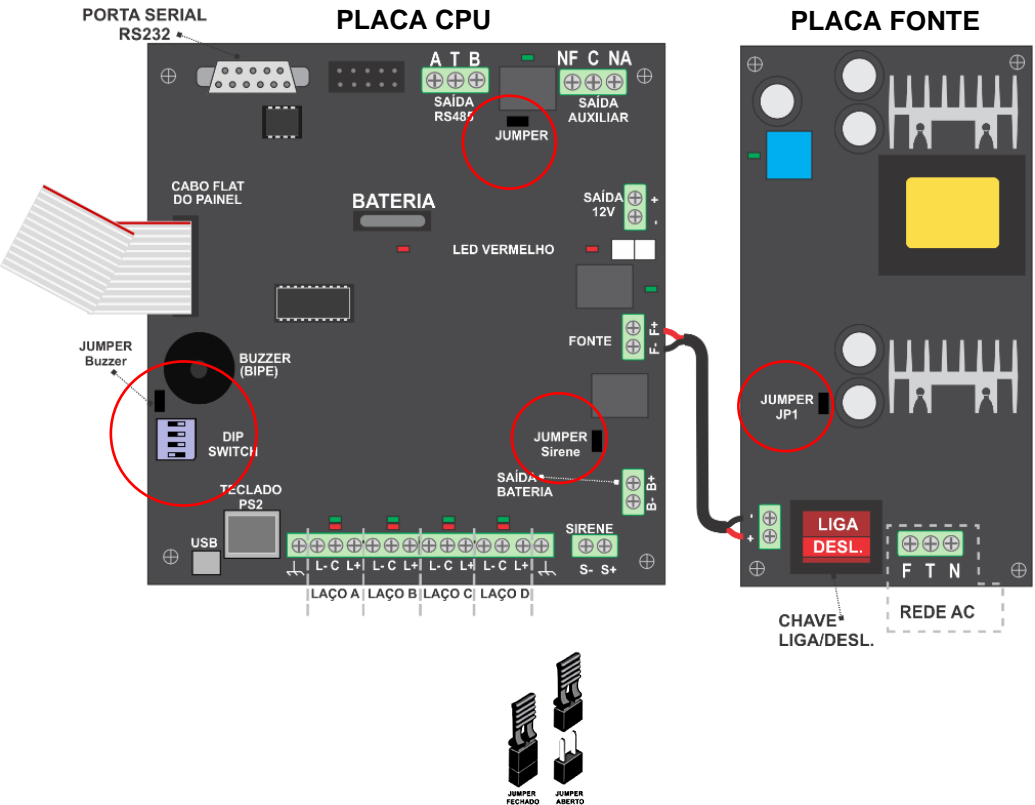 PORTA SERIAL
RS232
PLACA CPU
PLACA FONTE
A T B
SAÍDA
RS485
NF C NA
SAÍDA
AUXILIAR
JUMPER
CABO FLAT
DO PAINEL
BATERIA
SAÍDA
12V
+
-
LED VERMELHO
FONTE
F+
F-
JUMPER
Buzzer
BUZZER
(BIPE)
DIP
SWITCH
JUMPER
Sirene
JUMPER
JP1
SAÍDA
BATERIA
B+
B-
TECLADO
PS2
USB
SIRENE
S- S+
L- C L+
L- C L+
L- C L+
L- C L+
LAÇO A
LAÇO B
LAÇO C
LAÇO D
-
+
LIGA
DESL.
F T N
REDE AC
CHAVE
LIGA/DESL.
JUMPER
FECHADO
JUMPER
ABERTO